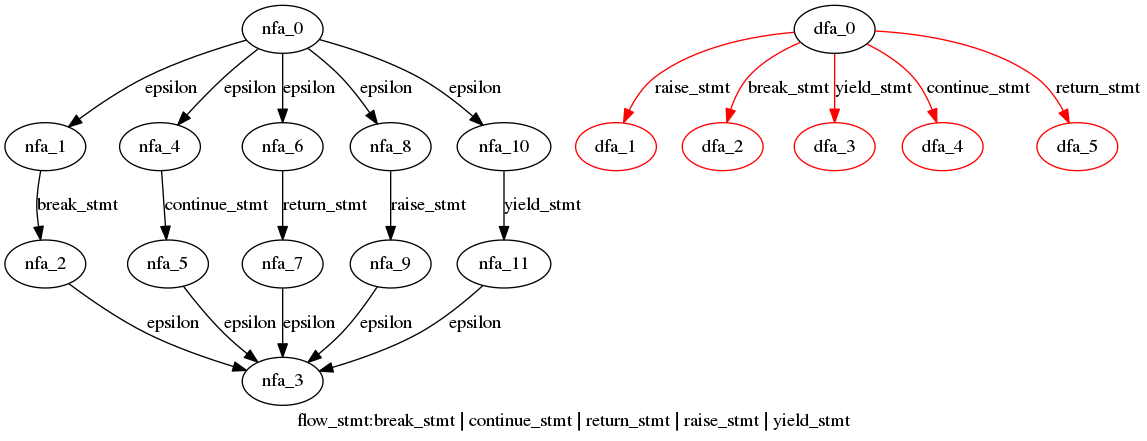 nfa_0
dfa_0
epsilon epsilon epsilon epsilon epsilon
raise_stmt break_stmt yield_stmt continue_stmt return_stmt
nfa_1 nfa_4 nfa_6 nfa_8 nfa_10
dfa_1 dfa_2 dfa_3 dfa_4 dfa_5
break_stmt continue_stmt return_stmt raise_stmt yield_stmt
nfa_2 nfa_5 nfa_7 nfa_9 nfa_11
epsilon epsilon epsilon epsilon epsilon
nfa_3
flow_stmt:break_stmt | continue_stmt | return_stmt | raise_stmt | yield_stmt